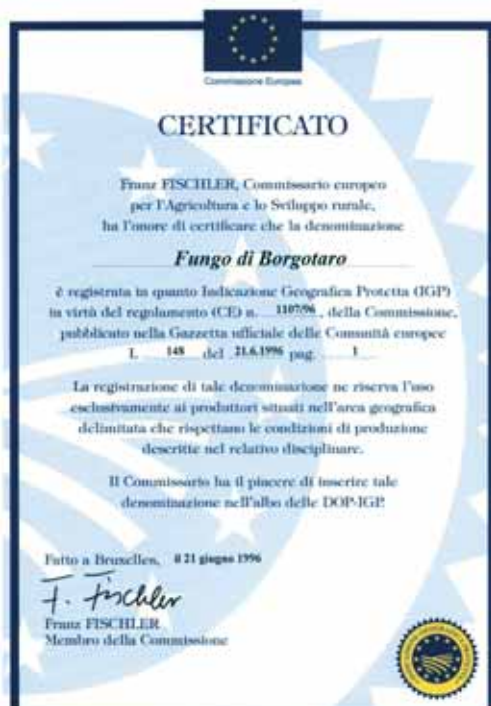 Commissione Europea
CERTIFICATO
Franz FISCHLER, Commissario europeo
per l'Agricoltura e lo Sviluppo rurale,
ha l'onore di certificare che la denominazione
Fungo di Borgotaro
è registrata in quanto Indicazione Geografica Protetta (IGP)
in virtù del regolamento (CE) n. 1107/96, della Commissione,
pubblicato nella Gazzetta ufficiale delle Comunità europee
L 148 del 21.6.1996 pag. 1
La registrazione di tale denominazione ne riserva l'uso
esclusivamente ai produttori situati nell'area geografica
delimitata che rispettano le condizioni di produzione
descritte nel relativo disciplinare.
Il Commissario ha il piacere di inserire tale
denominazione nell'albo delle DOP-IGP.
Fatto a Bruxelles, il 21 giugno 1996
F. Fischler
Franz FISCHLER
Membro della Commissione